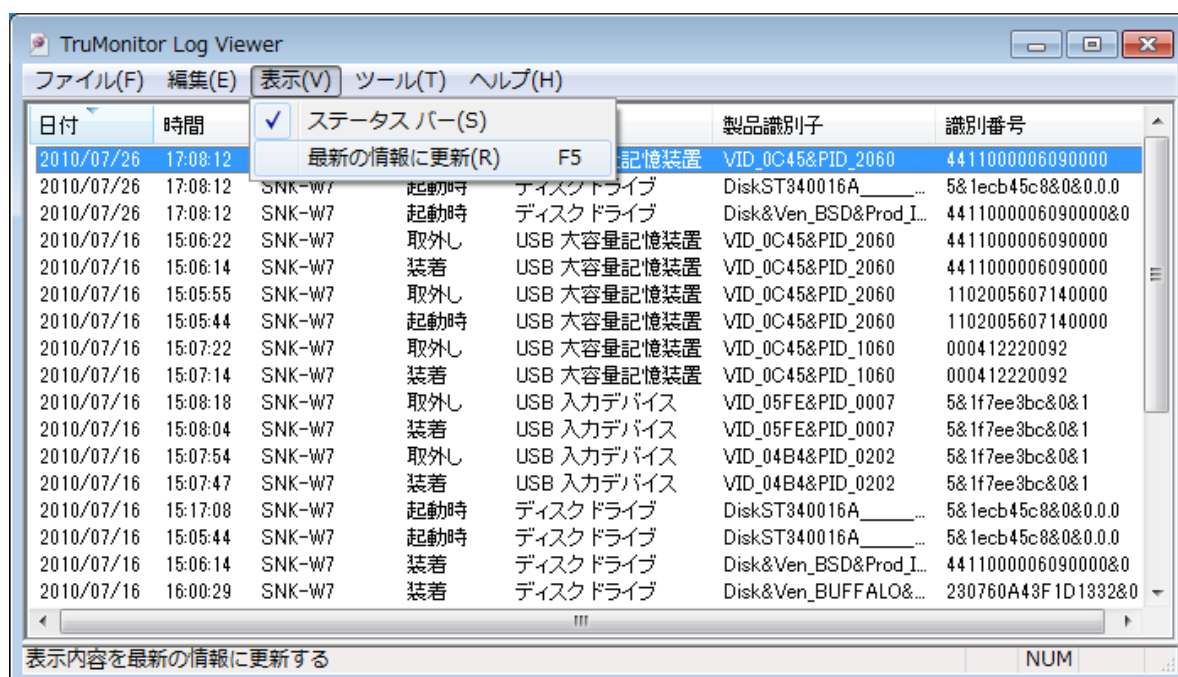 TruMonitor Log Viewer
ファイル(F) 編集(E) 表示(V) ツール(T) ヘルプ(H)
ステータス バー(S)
最新の情報に更新(R) F5
日付 時間 製品識別子 識別番号
2010/07/26 17:08:12 記憶装置 VID_0C45&PID_2060 4411000006090000
2010/07/26 17:08:12 SNK-W7 起動時 ディスク ドライブ DiskST340016A______... 5&1ecb45c8&0&0.0.0
2010/07/26 17:08:12 SNK-W7 起動時 ディスク ドライブ Disk&Ven_BSD&Prod_I... 4411000006090000&0
2010/07/16 15:06:22 SNK-W7 取外し USB 大容量記憶装置 VID_0C45&PID_2060 4411000006090000
2010/07/16 15:06:14 SNK-W7 装着 USB 大容量記憶装置 VID_0C45&PID_2060 4411000006090000
2010/07/16 15:05:55 SNK-W7 取外し USB 大容量記憶装置 VID_0C45&PID_2060 1102005607140000
2010/07/16 15:05:44 SNK-W7 起動時 USB 大容量記憶装置 VID_0C45&PID_2060 1102005607140000
2010/07/16 15:07:22 SNK-W7 取外し USB 大容量記憶装置 VID_0C45&PID_1060 000412220092
2010/07/16 15:07:14 SNK-W7 装着 USB 大容量記憶装置 VID_0C45&PID_1060 000412220092
2010/07/16 15:08:18 SNK-W7 取外し USB 入力デバイス VID_05FE&PID_0007 5&1f7ee3bc&0&1
2010/07/16 15:08:04 SNK-W7 装着 USB 入力デバイス VID_05FE&PID_0007 5&1f7ee3bc&0&1
2010/07/16 15:07:54 SNK-W7 取外し USB 入力デバイス VID_04B4&PID_0202 5&1f7ee3bc&0&1
2010/07/16 15:07:47 SNK-W7 装着 USB 入力デバイス VID_04B4&PID_0202 5&1f7ee3bc&0&1
2010/07/16 15:17:08 SNK-W7 起動時 ディスク ドライブ DiskST340016A______... 5&1ecb45c8&0&0.0.0
2010/07/16 15:05:44 SNK-W7 起動時 ディスク ドライブ DiskST340016A______... 5&1ecb45c8&0&0.0.0
2010/07/16 15:06:14 SNK-W7 装着 ディスク ドライブ Disk&Ven_BSD&Prod_I... 4411000006090000&0
2010/07/16 16:00:29 SNK-W7 装着 ディスク ドライブ Disk&Ven_BUFFALO&... 230760A43F1D1332&0
表示内容を最新の情報に更新する NUM